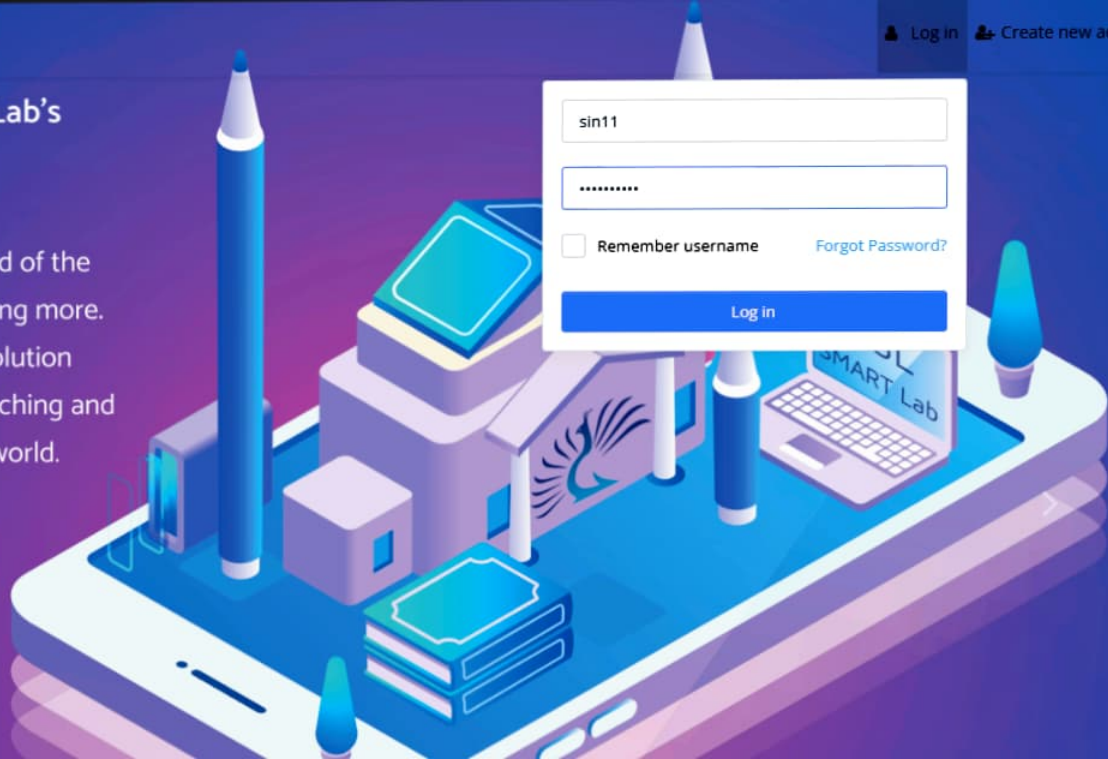 Log in
Create new
Lab's
sin11
Remember username
Forgot Password?
Log in
d of the
ng more.
olution
ching and
world.
SMART Lab